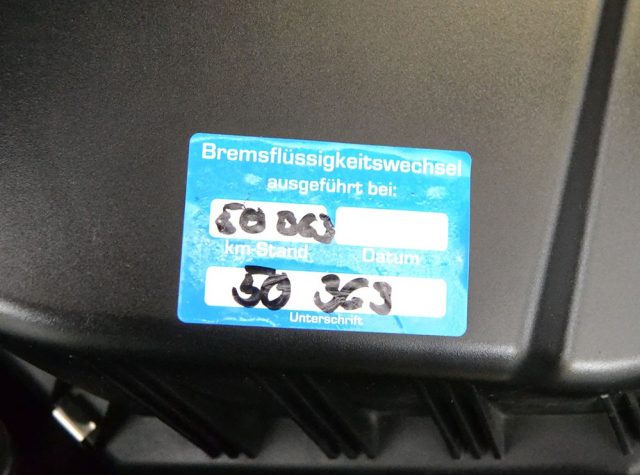 Bremsflüssigkeitswechsel
ausgeführt bei:
km-Stand Datum
50 363
Unterschrift